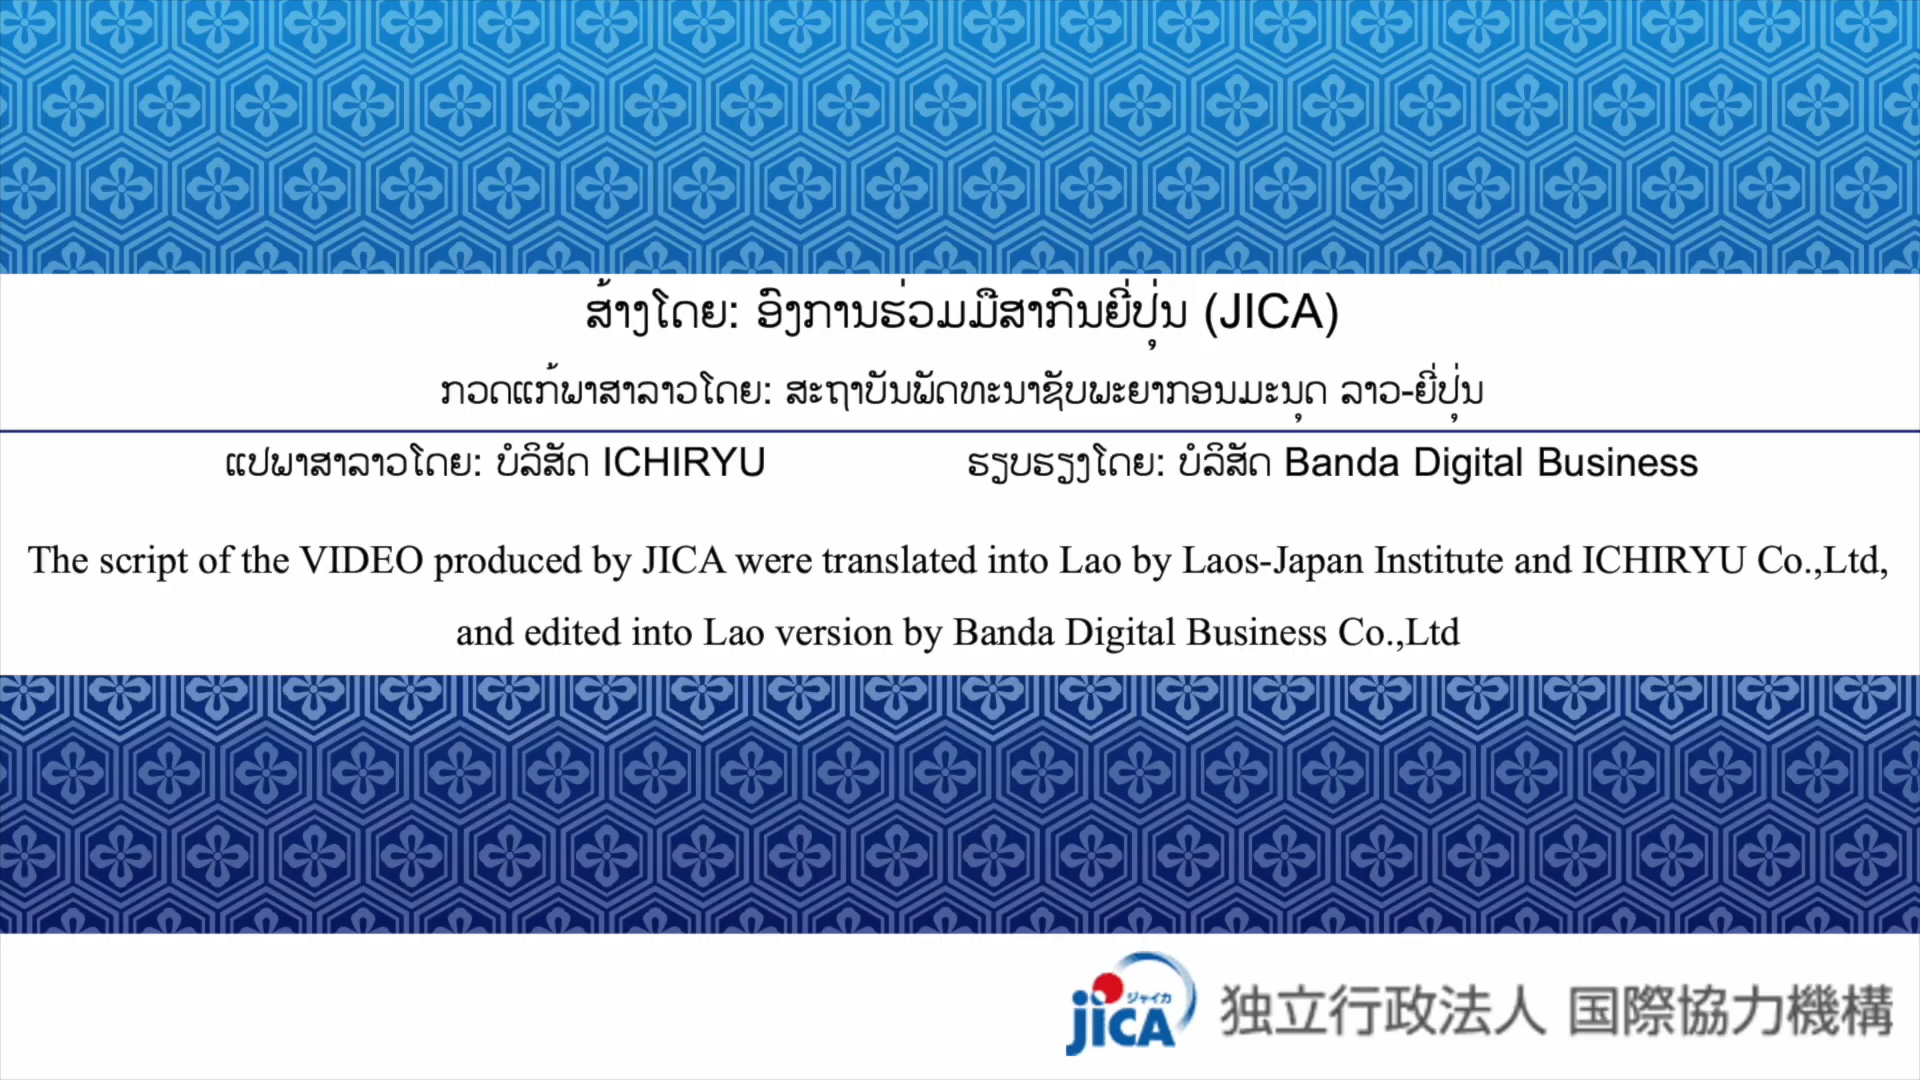 ສ້າງໂດຍ: ອົງການຮ່ວມມືສາກົນຍີ່ປຸ່ນ (JICA)
ກວດແກ້ພາສາລາວໂດຍ: ສະຖາບັນພັດທະນາຊັບພະຍາກອນມະນຸດ ລາວ-ຍີ່ປຸ່ນ
ແປພາສາລາວໂດຍ: ບໍລິສັດ ICHIRYU
ຮຽບຮຽງໂດຍ: ບໍລິສັດ Banda Digital Business
The script of the VIDEO produced by JICA were translated into Lao by Laos-Japan Institute and ICHIRYU Co.,Ltd,
and edited into Lao version by Banda Digital Business Co.,Ltd
ジャイカ
JICA
独立行政法人 国際協力機構